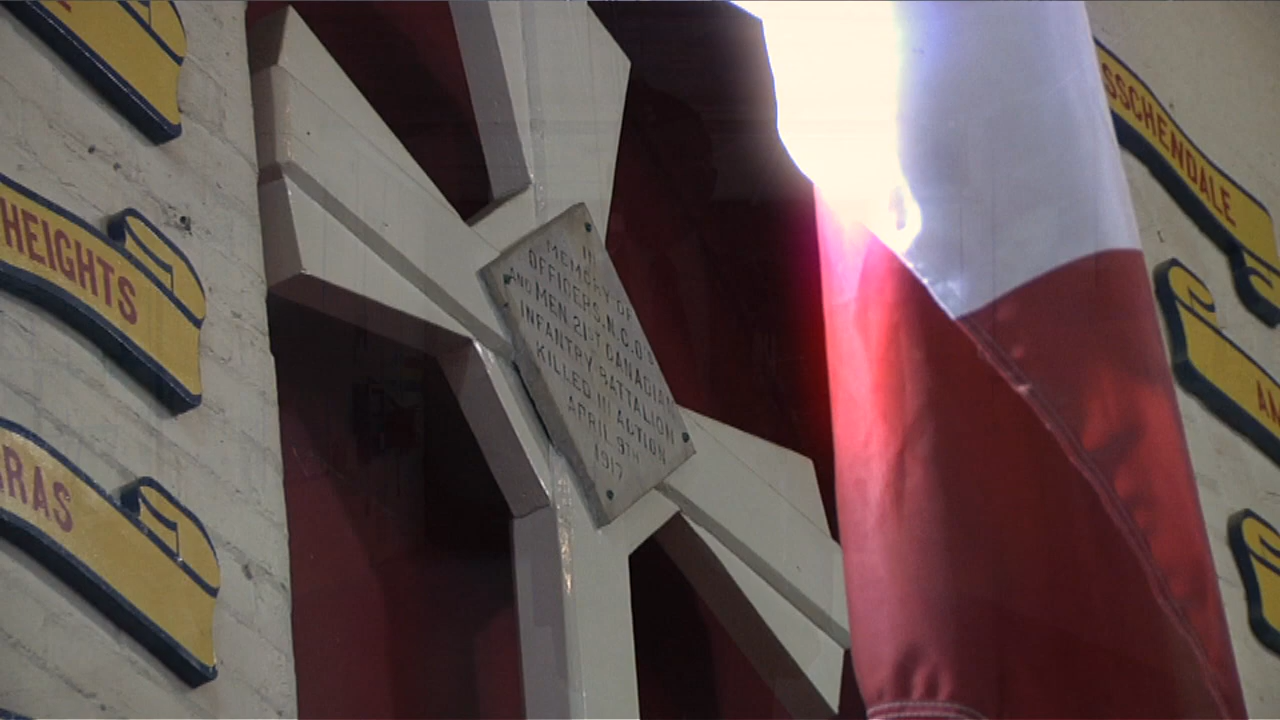 HEIGHTS
RRAS
IN
MEMORY OF
OFFICERS, N.C.O'S
AND MEN 21ST CANADIAN
INFANTRY BATTALION
KILLED IN ACTION
APRIL 9TH
1917
SSCHENDALE
AM